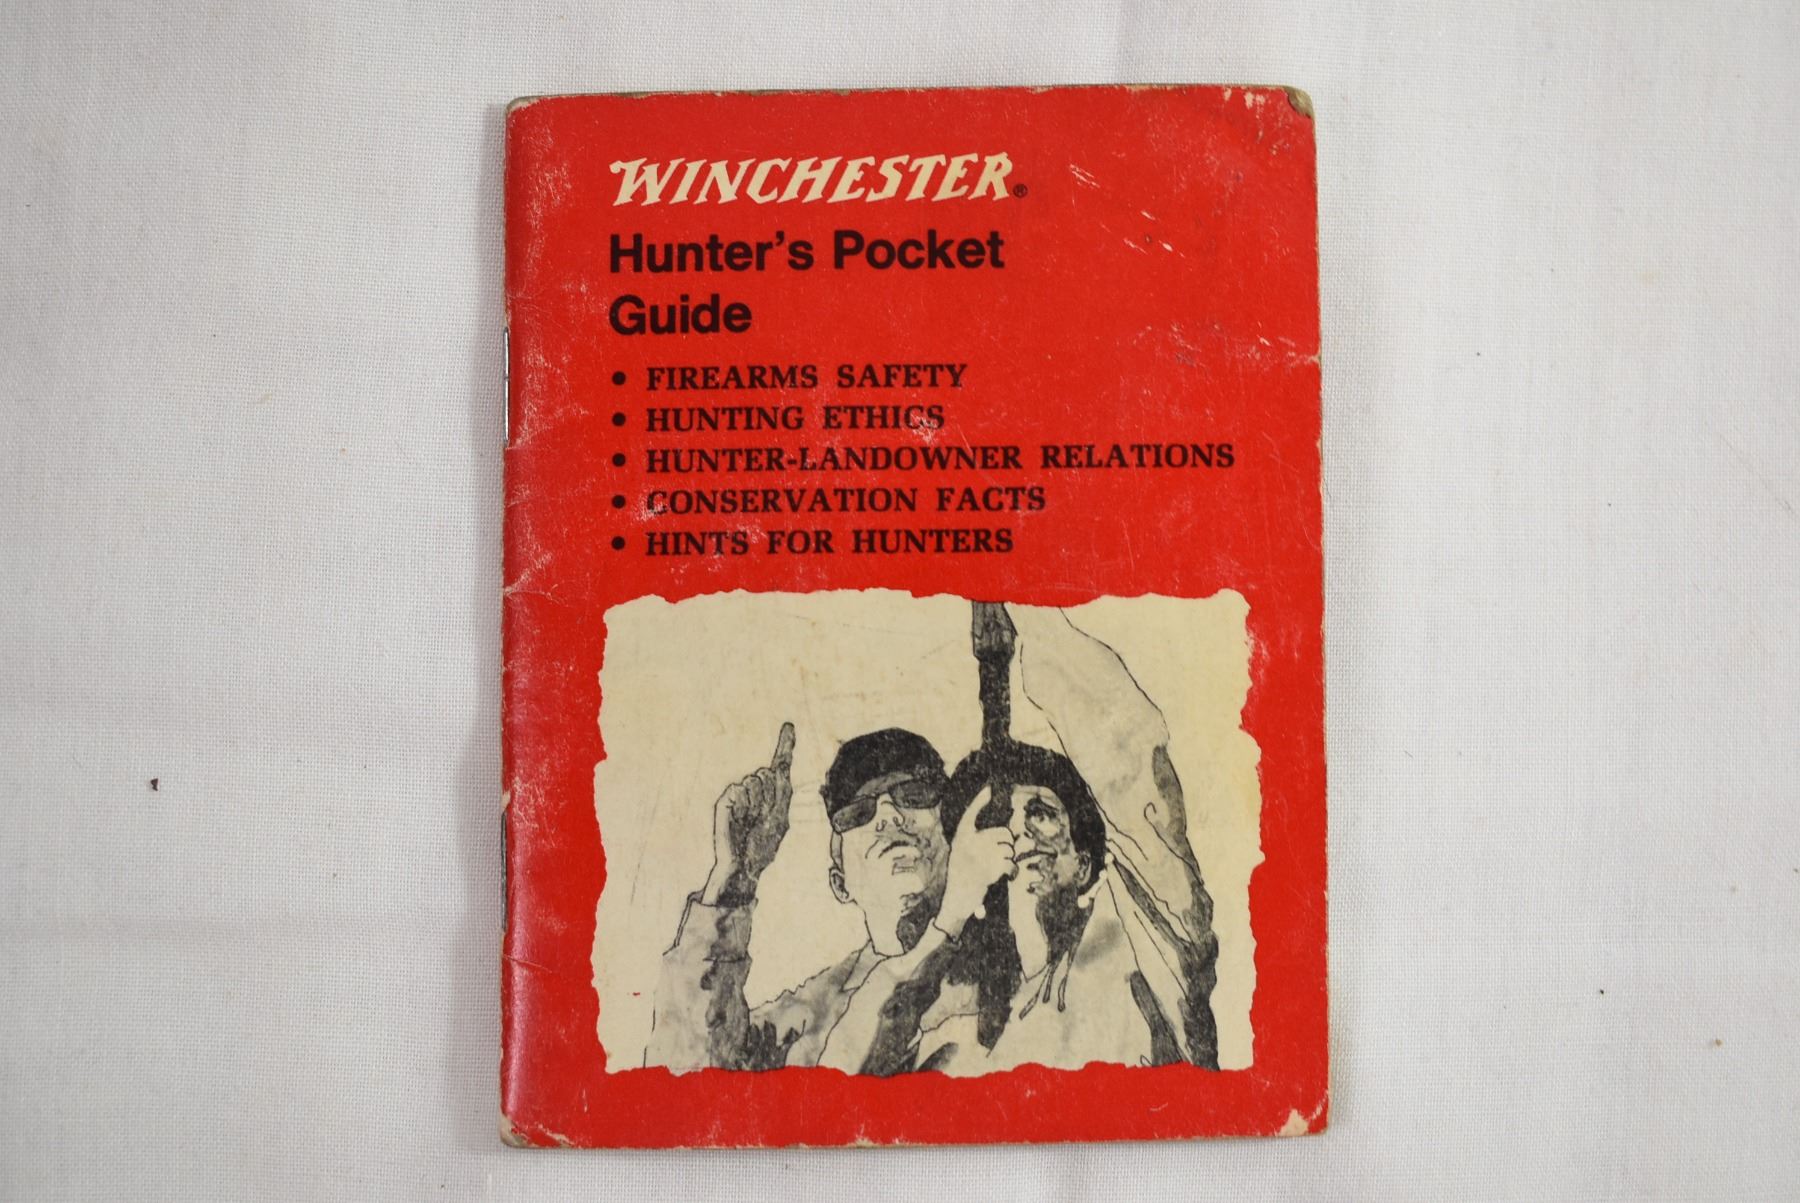 WINCHESTER®
Hunter's Pocket
Guide
• FIREARMS SAFETY
• HUNTING ETHICS
• HUNTER-LANDOWNER RELATIONS
• CONSERVATION FACTS
• HINTS FOR HUNTERS